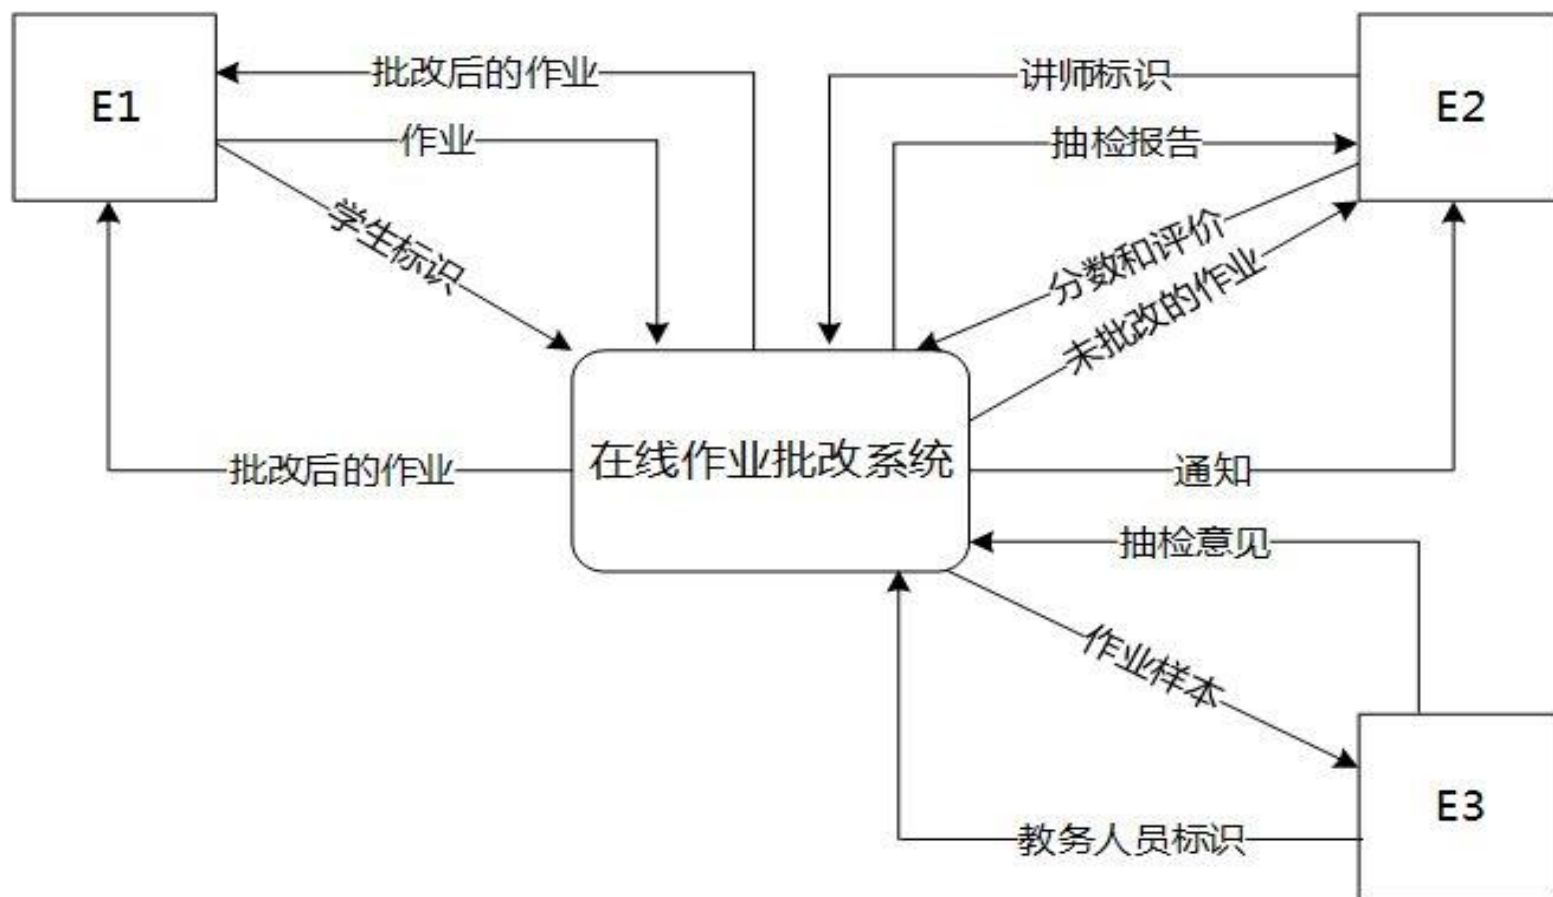 E1
批改后的作业
作业
学生标识
批改后的作业
讲师标识
抽检报告
分数和评价
未批改的作业
E2
在线作业批改系统
通知
抽检意见
作业样本
教务人员标识
E3